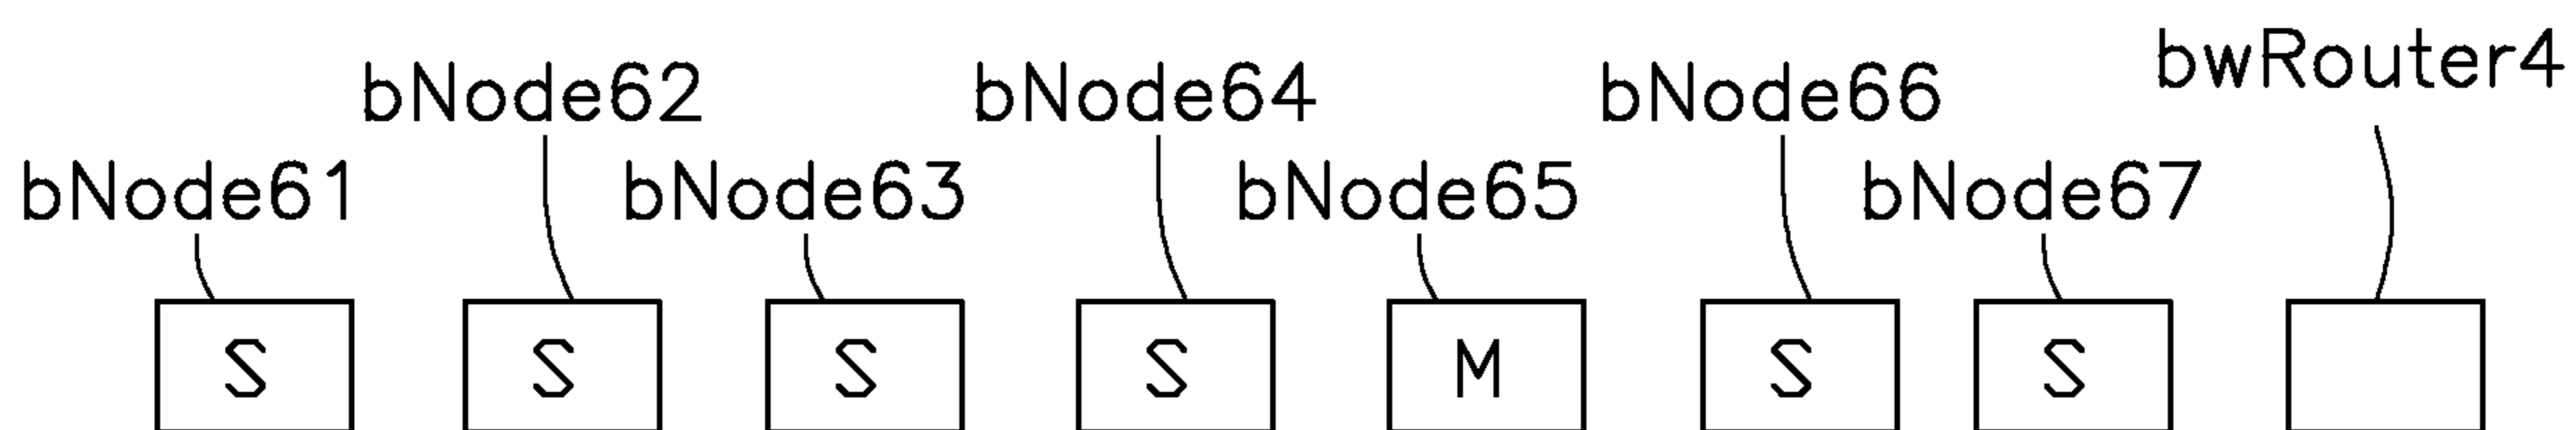 bwRouter4
bNode62 bNode64 bNode66
bNode61 bNode63 bNode65 bNode67
S S S S M S S